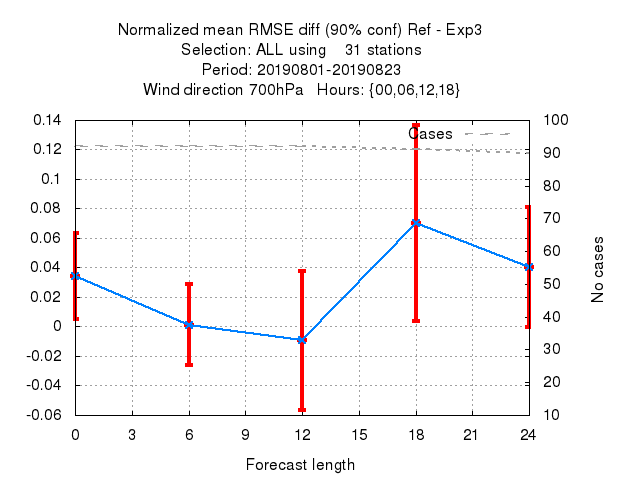 Normalized mean RMSE diff (90% conf) Ref - Exp3
Selection: ALL using    31 stations
Period: 20190801-20190823
Wind direction 700hPa   Hours: {00,06,12,18}
Cases
0.14
0.12
0.1
0.08
0.06
0.04
0.02
0
-0.02
-0.04
-0.06
100
90
80
70
60
50
40
30
20
10
No cases
0 3 6 9 12 15 18 21 24
Forecast length